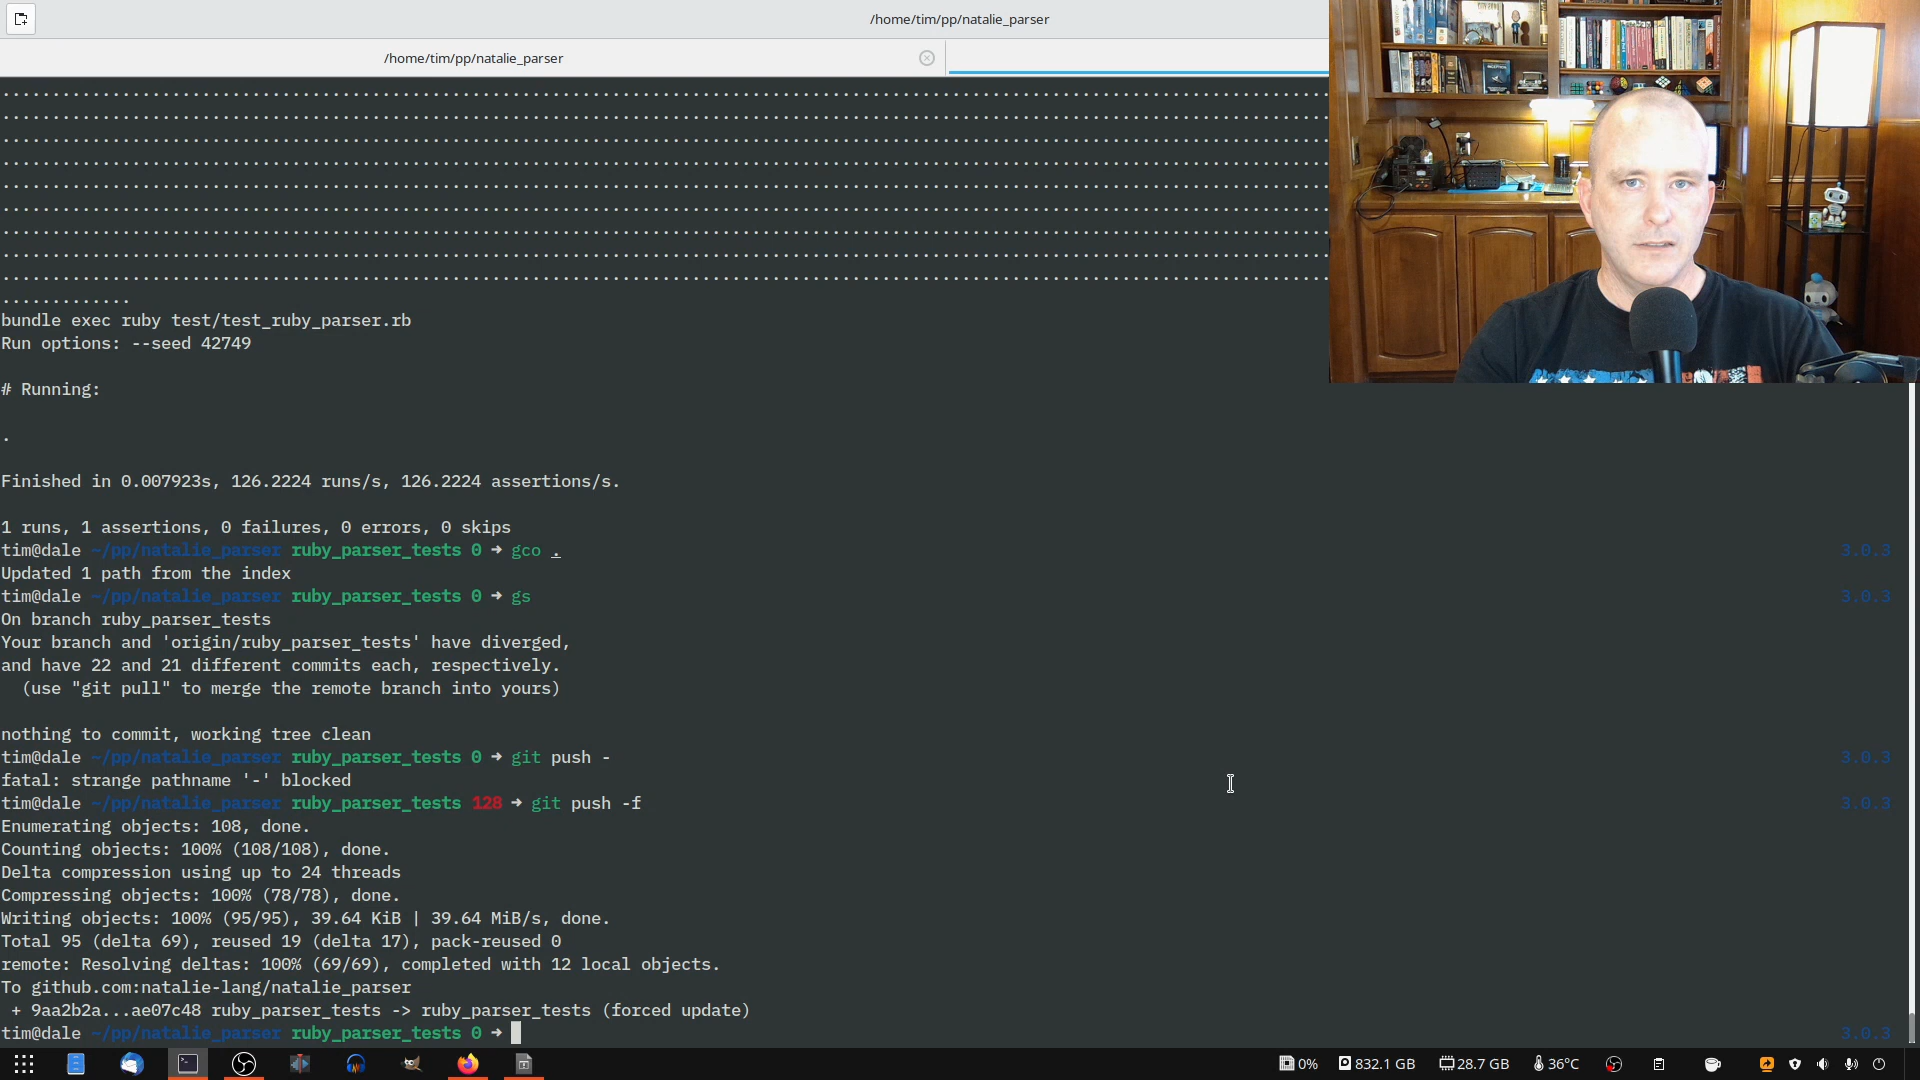 /home/tim/pp/natalie_parser
/home/tim/pp/natalie_parser
bundle exec ruby test/test_ruby_parser.rb
Run options: --seed 42749
# Running:
.
Finished in 0.007923s, 126.2224 runs/s, 126.2224 assertions/s.
1 runs, 1 assertions, 0 failures, 0 errors, 0 skips
tim@dale ~/pp/natalie_parser ruby_parser_tests 0 → gco . 3.0.3
Updated 1 path from the index
tim@dale ~/pp/natalie_parser ruby_parser_tests 0 → gs 3.0.3
On branch ruby_parser_tests
Your branch and 'origin/ruby_parser_tests' have diverged,
and have 22 and 21 different commits each, respectively.
(use "git pull" to merge the remote branch into yours)
nothing to commit, working tree clean
tim@dale ~/pp/natalie_parser ruby_parser_tests 0 → git push - 3.0.3
fatal: strange pathname '-' blocked
tim@dale ~/pp/natalie_parser ruby_parser_tests 128 → git push -f 3.0.3
Enumerating objects: 108, done.
Counting objects: 100% (108/108), done.
Delta compression using up to 24 threads
Compressing objects: 100% (78/78), done.
Writing objects: 100% (95/95), 39.64 KiB | 39.64 MiB/s, done.
Total 95 (delta 69), reused 19 (delta 17), pack-reused 0
remote: Resolving deltas: 100% (69/69), completed with 12 local objects.
To github.com:natalie-lang/natalie_parser
+ 9aa2b2a...ae07c48 ruby_parser_tests -> ruby_parser_tests (forced update)
tim@dale ~/pp/natalie_parser ruby_parser_tests 0 → 3.0.3
0% 832.1 GB 28.7 GB 36°C